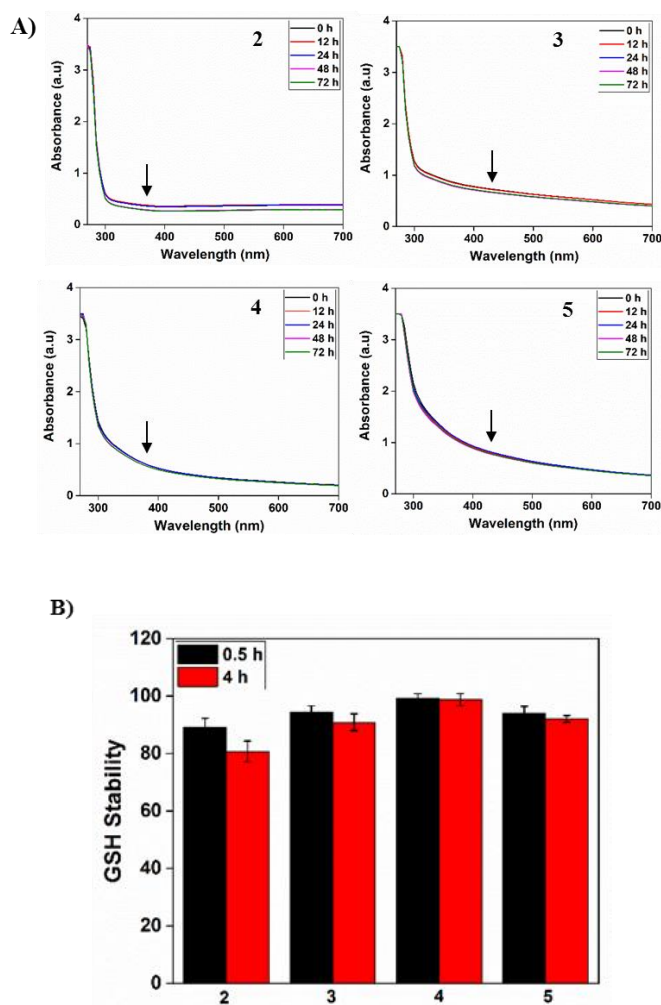 A)
2
0 h
12 h
24 h
48 h
72 h
Absorbance (a.u)
4
3
2
1
0
300 400 500 600 700
Wavelength (nm)
3
0 h
12 h
24 h
48 h
72 h
Absorbance (a.u)
4
3
2
1
0
300 400 500 600 700
Wavelength (nm)
4
0 h
12 h
24 h
48 h
72 h
Absorbance (a.u)
4
3
2
1
0
300 400 500 600 700
Wavelength (nm)
5
0 h
12 h
24 h
48 h
72 h
Absorbance (a.u)
4
3
2
1
0
300 400 500 600 700
Wavelength (nm)
B)
0.5 h
4 h
GSH Stability
120
100
80
60
40
20
0
2 3 4 5